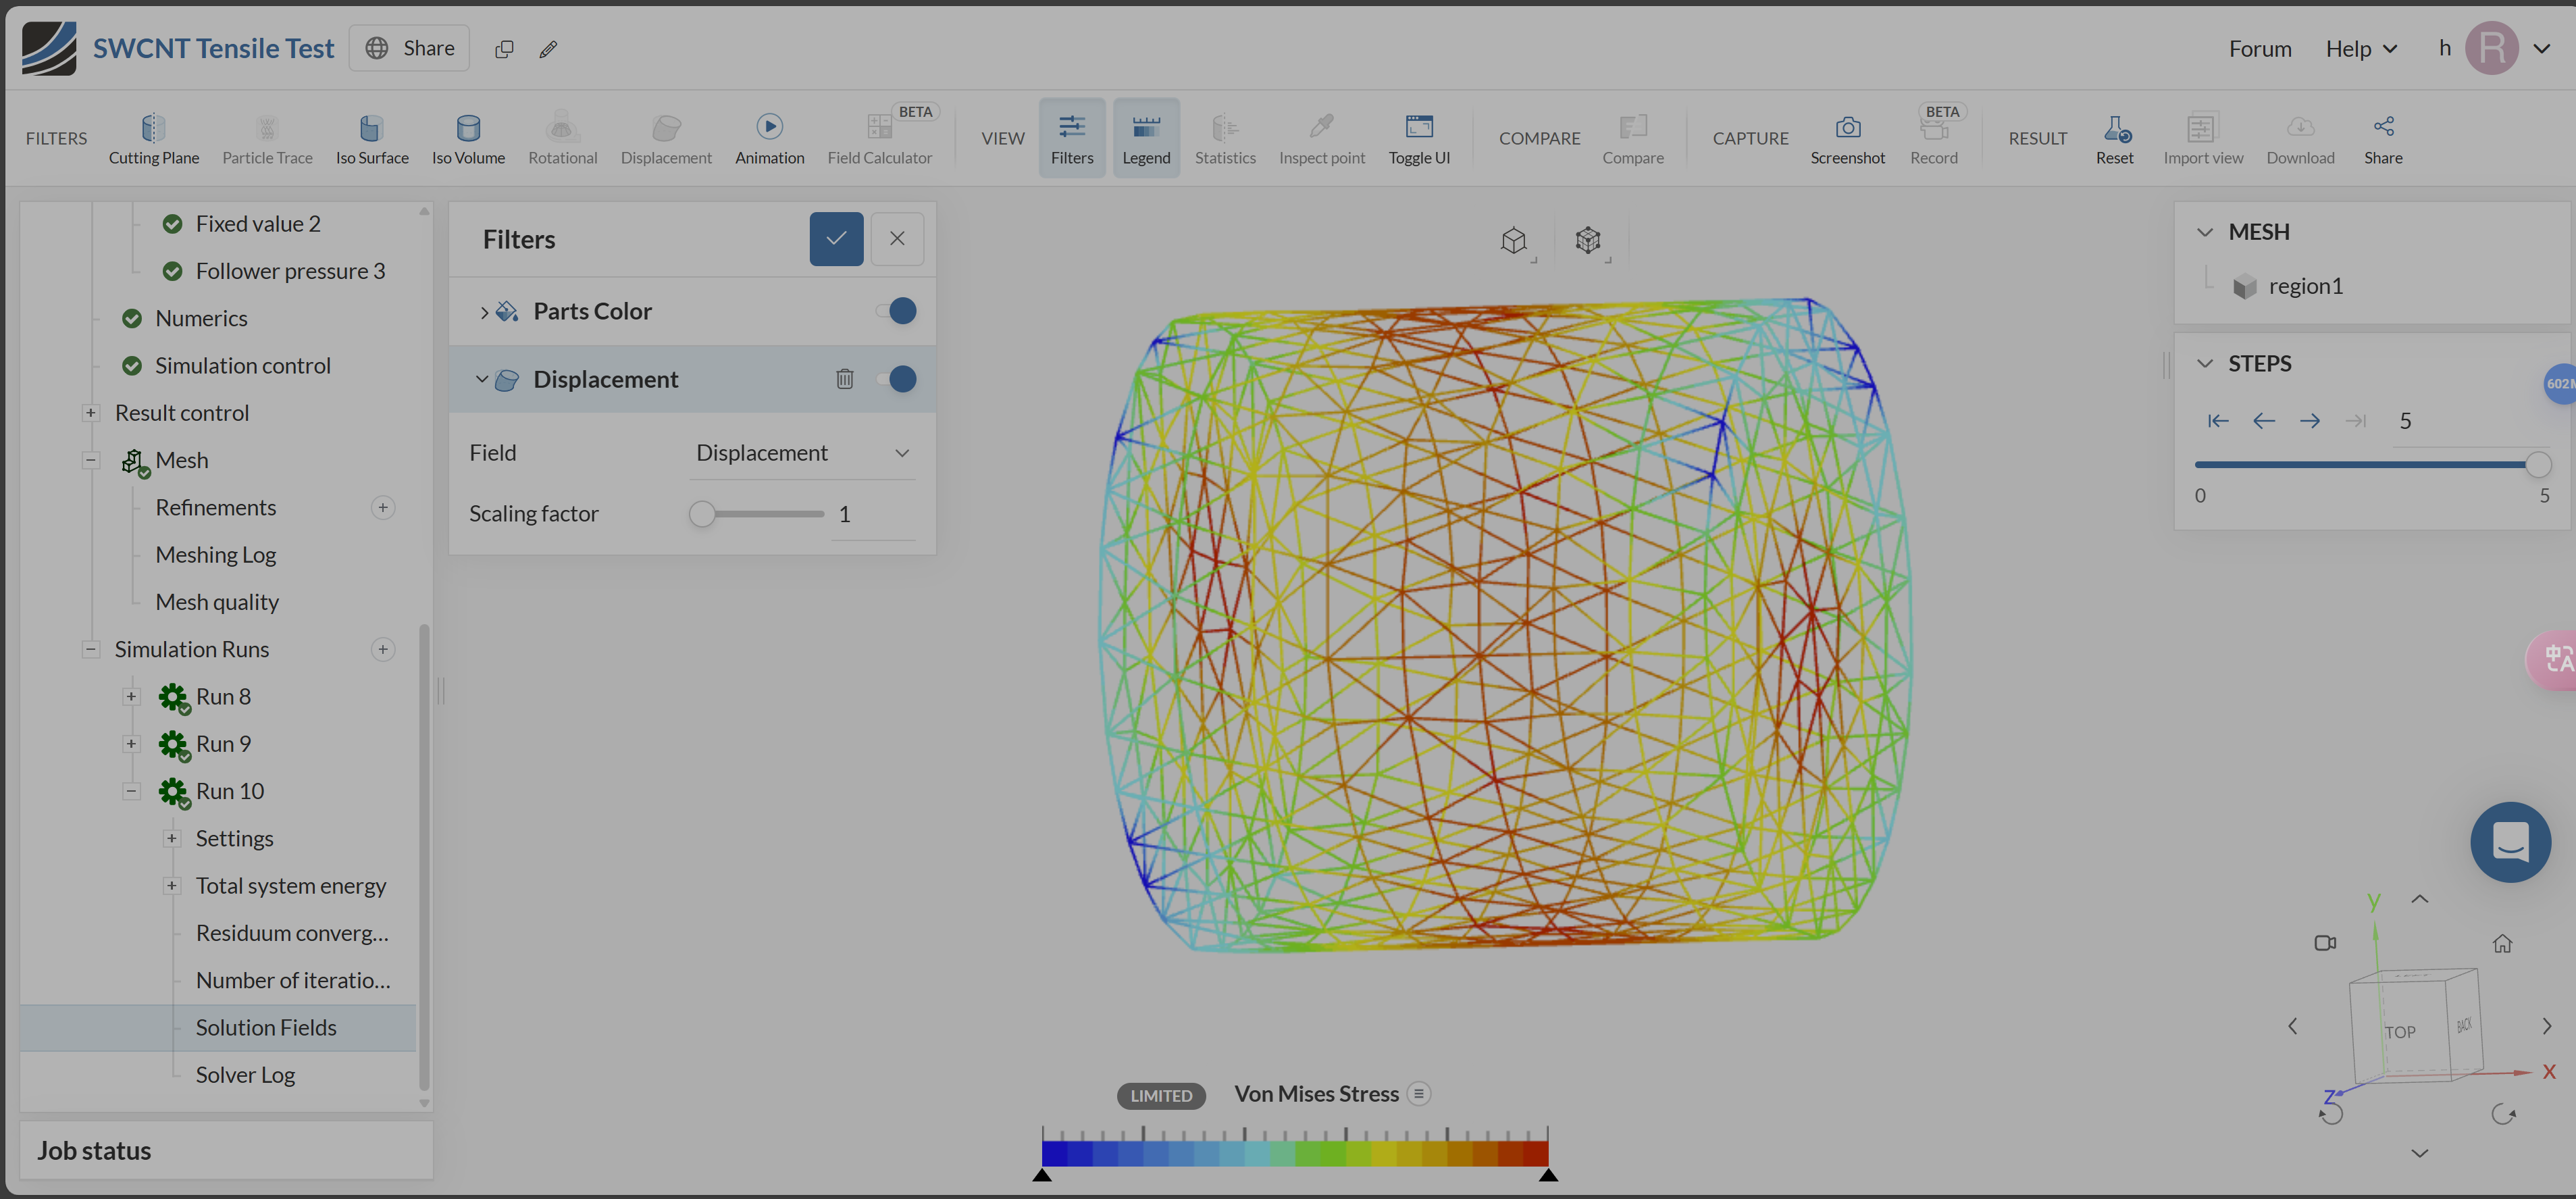 SWCNT Tensile Test
Share
Forum
Help
h
R
FILTERS
Cutting Plane
Particle Trace
Iso Surface
Iso Volume
Rotational
Displacement
Animation
BETA
Field Calculator
VIEW
Filters
Legend
Statistics
Inspect point
Toggle UI
COMPARE
Compare
CAPTURE
Screenshot
BETA
Record
RESULT
Reset
Import view
Download
Share
Fixed value 2
Follower pressure 3
Numerics
Simulation control
Result control
Mesh
Refinements
Meshing Log
Mesh quality
Simulation Runs
Run 8
Run 9
Run 10
Settings
Total system energy
Residuum converg...
Number of iteratio...
Solution Fields
Solver Log
Job status
Filters
Parts Color
Displacement
Field
Displacement
Scaling factor
1
MESH
region1
STEPS
5
0
5
602
中A
LIMITED
Von Mises Stress
y
TOP
BACK
X
Z